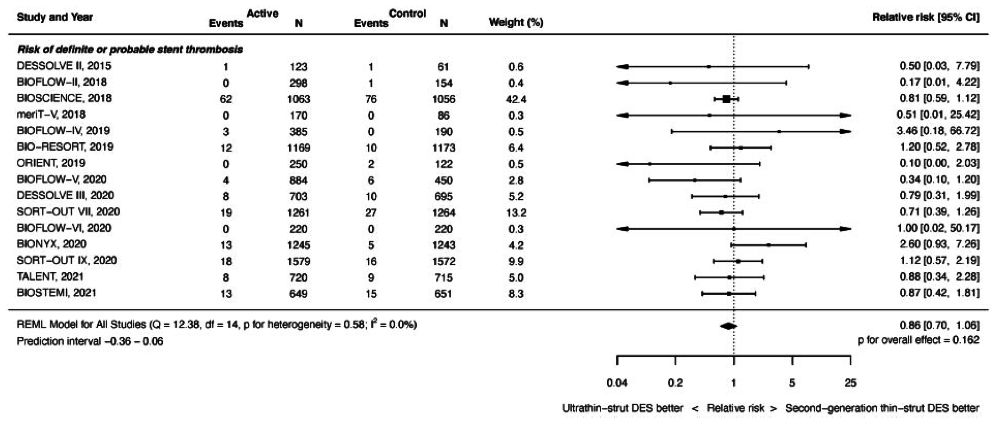 Study and Year Active Events N Control Events N Weight (%) Relative risk [95% CI]
Risk of definite or probable stent thrombosis
DESSOLVE II, 2015 1 123 1 61 0.6 0.50 [0.03, 7.79]
BIOFLOW−II, 2018 0 298 1 154 0.4 0.17 [0.01, 4.22]
BIOSCIENCE, 2018 62 1063 76 1056 42.4 0.81 [0.59, 1.12]
meriT−V, 2018 0 170 0 86 0.3 0.51 [0.01, 25.42]
BIOFLOW−IV, 2019 3 385 0 190 0.5 3.46 [0.18, 66.72]
BIO−RESORT, 2019 12 1169 10 1173 6.4 1.20 [0.52, 2.78]
ORIENT, 2019 0 250 2 122 0.5 0.10 [0.00, 2.03]
BIOFLOW−V, 2020 4 884 6 450 2.8 0.34 [0.10, 1.20]
DESSOLVE III, 2020 8 703 10 695 5.2 0.79 [0.31, 1.99]
SORT−OUT VII, 2020 19 1261 27 1264 13.2 0.71 [0.39, 1.26]
BIOFLOW−VI, 2020 0 220 0 220 0.3 1.00 [0.02, 50.17]
BIONYX, 2020 13 1245 5 1243 4.2 2.60 [0.93, 7.26]
SORT−OUT IX, 2020 18 1579 16 1572 9.9 1.12 [0.57, 2.19]
TALENT, 2021 8 720 9 715 5.0 0.88 [0.34, 2.28]
BIOSTEMI, 2021 13 649 15 651 8.3 0.87 [0.42, 1.81]
REML Model for All Studies (Q = 12.38, df = 14, p for heterogeneity = 0.58; I² = 0.0%) 0.86 [0.70, 1.06]
Prediction interval −0.36 − 0.06 p for overall effect = 0.162
0.04 0.2 1 5 25
Ultrathin−strut DES better < Relative risk > Second−generation thin−strut DES better